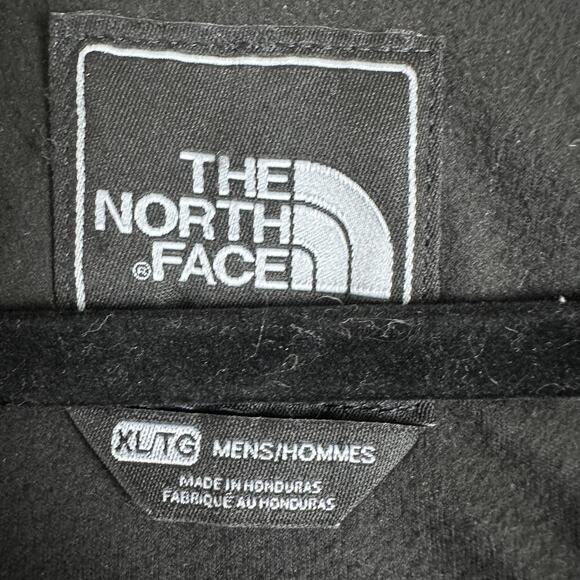 THE
NORTH
® FACE
XL/TG MENS/HOMMES
MADE IN HONDURAS
FABRIQUÉ AU HONDURAS